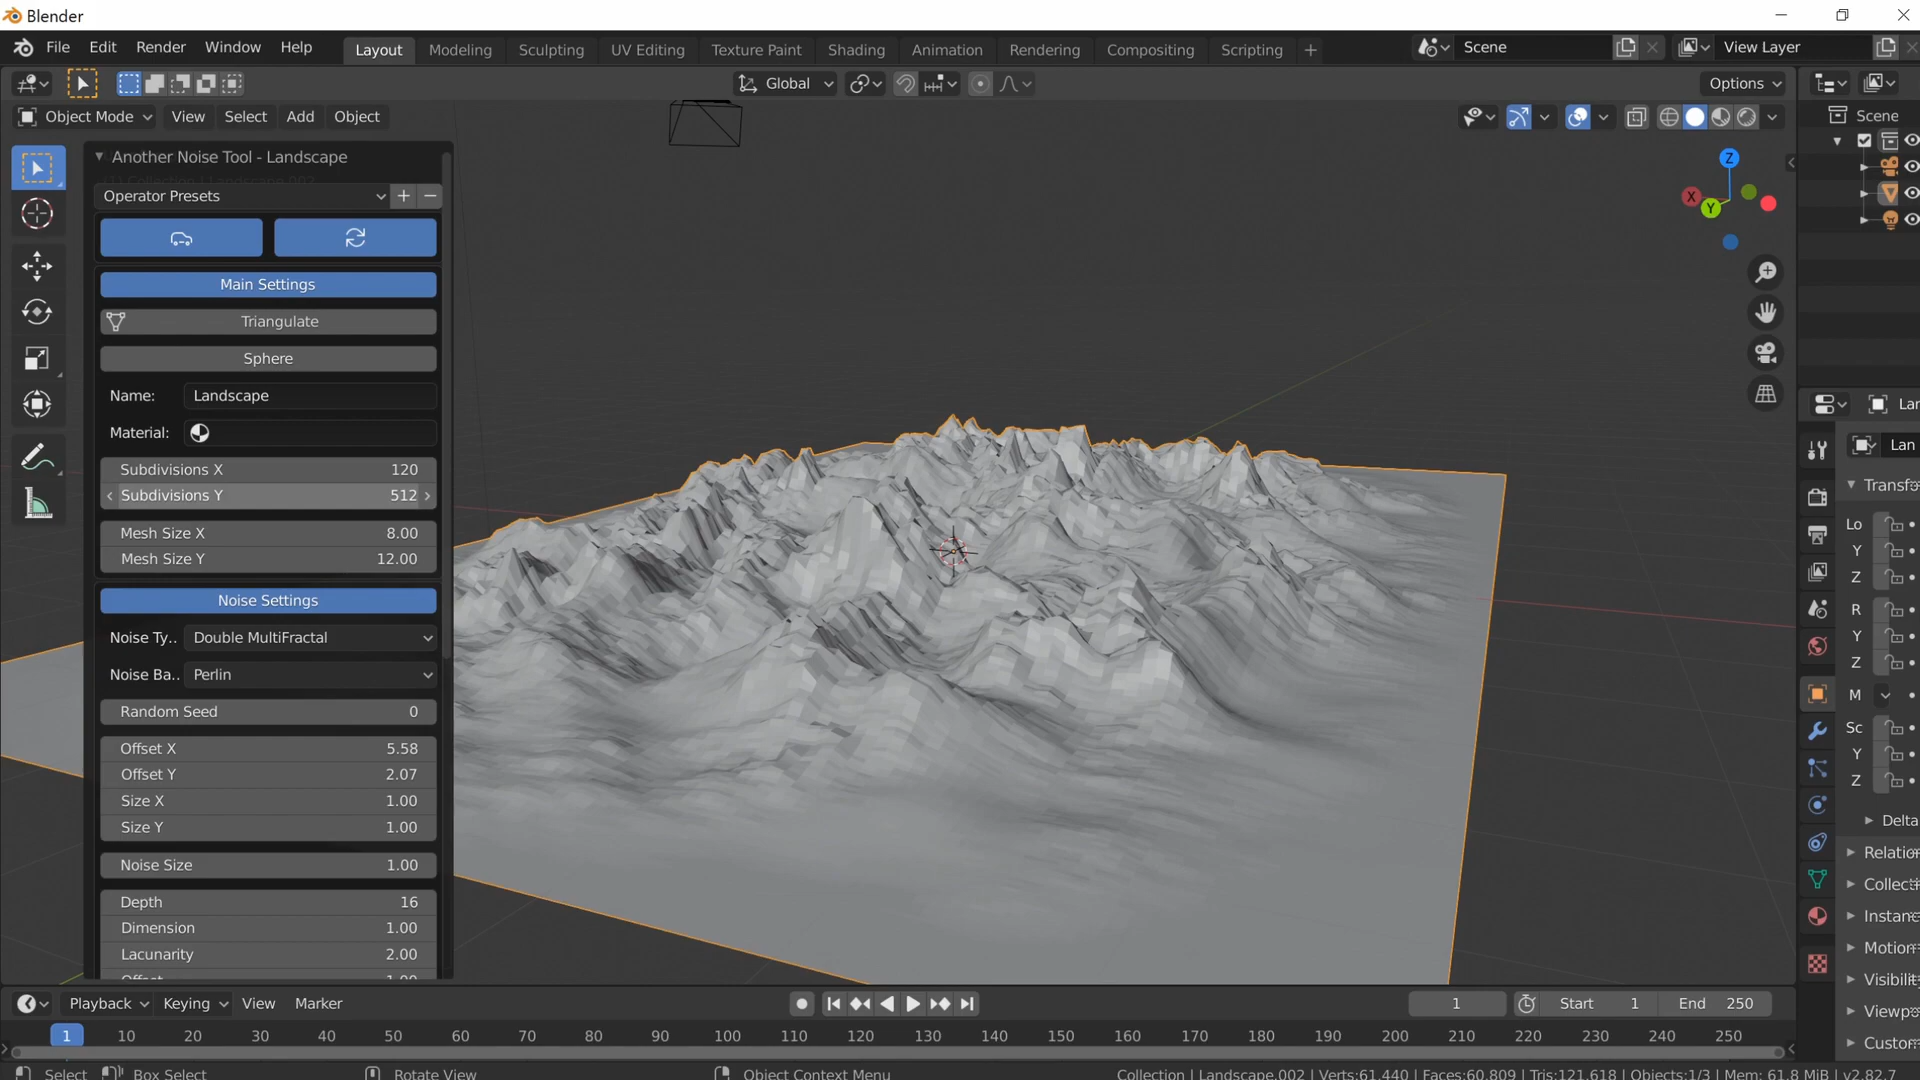 Blender
File Edit Render Window Help Layout Modeling Sculpting UV Editing Texture Paint Shading Animation Rendering Compositing Scripting + Scene View Layer
Global Options
Object Mode View Select Add Object
Scene
Another Noise Tool - Landscape
Operator Presets
Main Settings
Triangulate
Sphere
Name: Landscape
Material:
Subdivisions X 120
Subdivisions Y 512
Mesh Size X 8.00
Mesh Size Y 12.00
Noise Settings
Noise Ty.. Double MultiFractal
Noise Ba.. Perlin
Random Seed 0
Offset X 5.58
Offset Y 2.07
Size X 1.00
Size Y 1.00
Noise Size 1.00
Depth 16
Dimension 1.00
Lacunarity 2.00
Offset 1.00
Z
X
Y
Lan
Lo
Y
Z
R
Y
Z
M
Sc
Y
Z
Delta
Playback Keying View Marker 1 Start 1 End 250
1 10 20 30 40 50 60 70 80 90 100 110 120 130 140 150 160 170 180 190 200 210 220 230 240 250
Select Box Select Rotate View Object Context Menu Collection | Landscape.002 | Verts:61,440 | Faces:60,809 | Tris:121,618 | Objects:1/3 | Mem: 61.8 MiB | v2.82.7